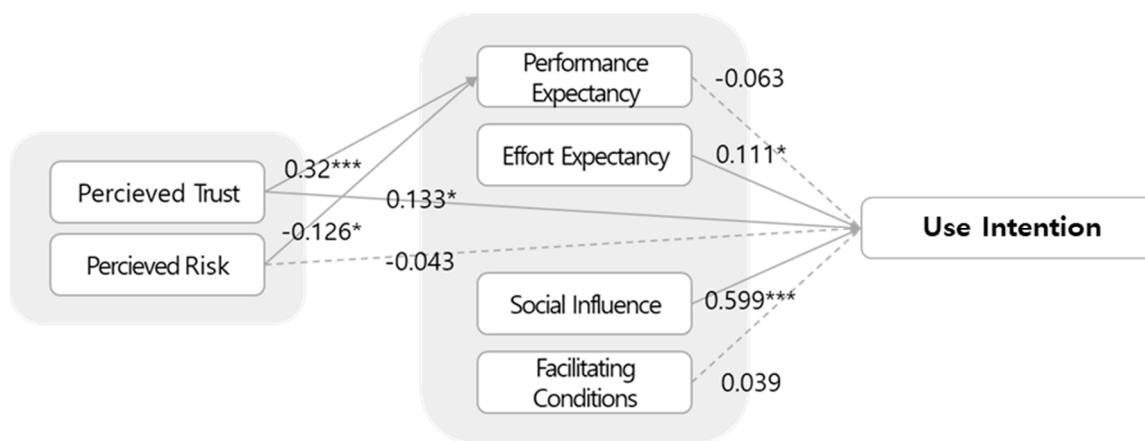 Performance
Expectancy
-0.063
Effort Expectancy
0.111*
0.32***
Percieved Trust
0.133*
Use Intention
-0.126*
Percieved Risk
-0.043
Social Influence
0.599***
Facilitating
Conditions
0.039